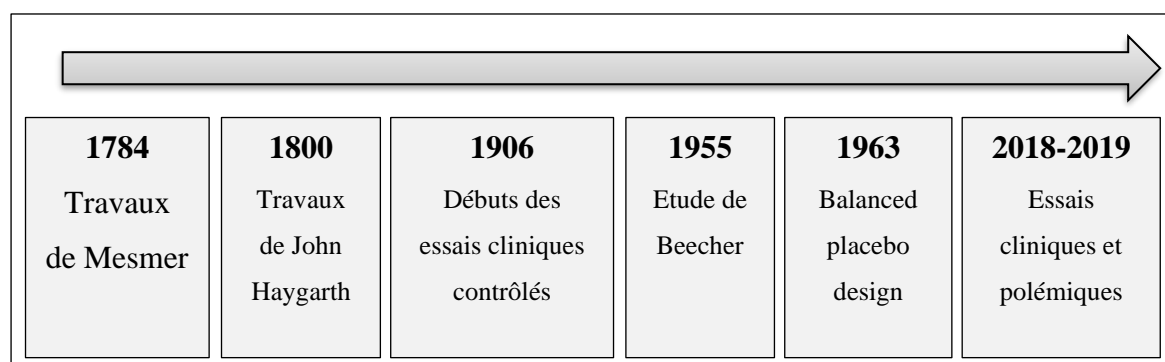 1784
Travaux
de Mesmer
1800
Travaux
de John
Haygarth
1906
Débuts des
essais cliniques
contrôlés
1955
Etude de
Beecher
1963
Balanced
placebo
design
2018-2019
Essais
cliniques et
polémiques